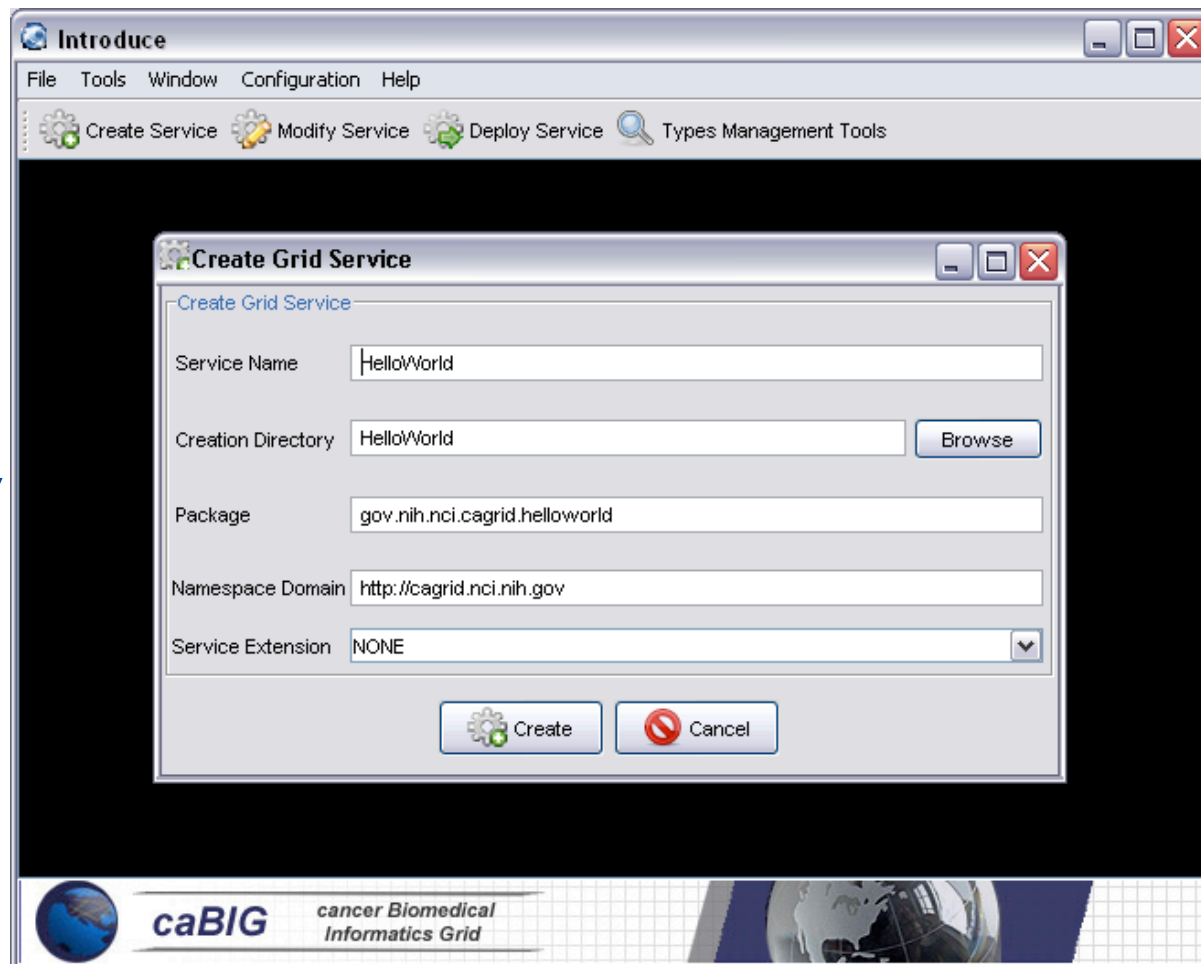 Introduce
File Tools Window Configuration Help
Create Service Modify Service Deploy Service Types Management Tools
Create Grid Service
Create Grid Service
Service Name HelloWorld
Creation Directory HelloWorld Browse
Package gov.nih.nci.cagrid.helloworld
Namespace Domain http://cagrid.nci.nih.gov
Service Extension NONE
Create Cancel
caBIG cancer Biomedical
Informatics Grid